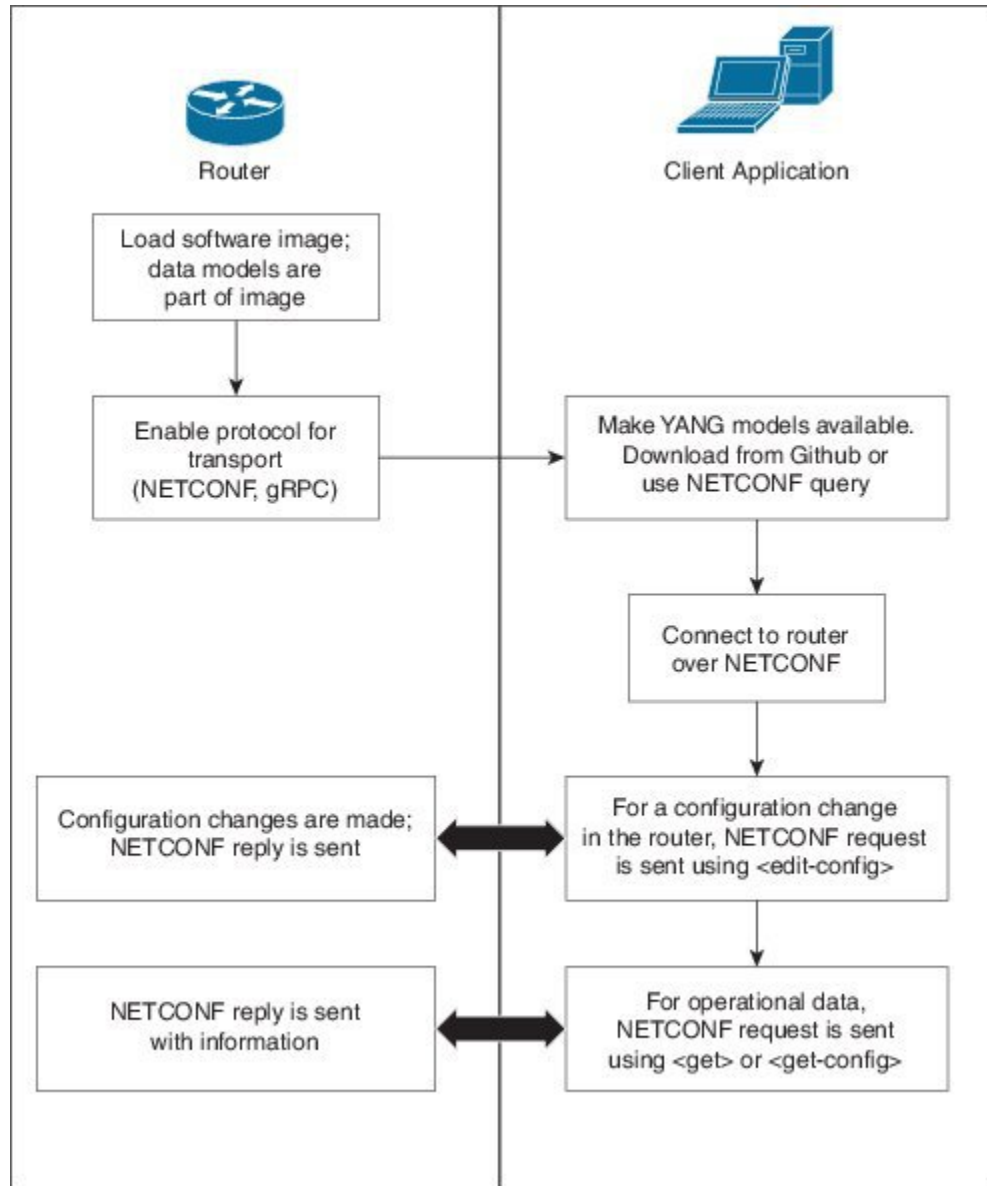 Router
Client Application
Load software image;
data models are
part of image
Enable protocol for
transport
(NETCONF, gRPC)
Make YANG models available.
Download from Github or
use NETCONF query
Connect to router
over NETCONF
Configuration changes are made;
NETCONF reply is sent
For a configuration change
in the router, NETCONF request
is sent using <edit-config>
NETCONF reply is sent
with information
For operational data,
NETCONF request is sent
using <get> or <get-config>